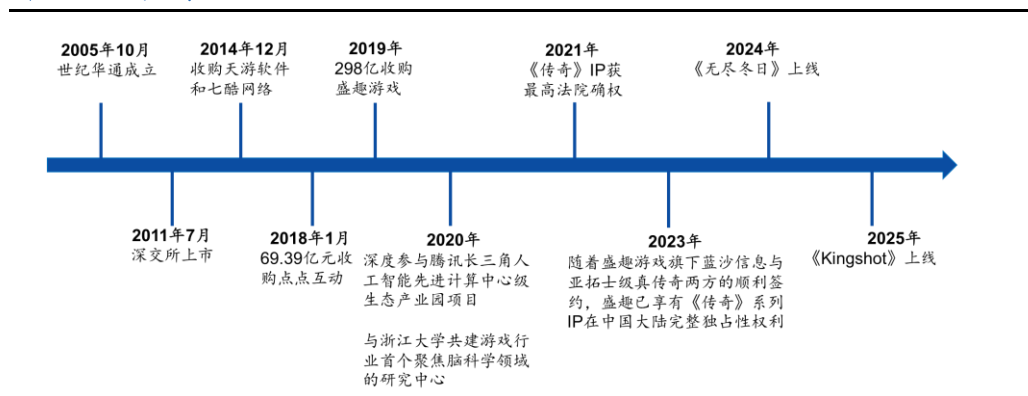 2005年10月
世纪华通成立
2014年12月
收购天游软件
和七酷网络
2019年
298亿收购
盛趣游戏
2021年
《传奇》IP获
最高法院确权
2024年
《无尽冬日》上线
2011年7月
深交所上市
2018年1月
69.39亿元收
购点点互动
2020年
深度参与腾讯长三角人
工智能先进计算中心级
生态产业园项目
与浙江大学共建游戏行
业首个聚焦脑科学领域
的研究中心
2023年
随着盛趣游戏旗下蓝沙信息与
亚拓士级真传奇两方的顺利签
约，盛趣已享有《传奇》系列
IP在中国大陆完整独占性权利
2025年
《Kingshot》上线